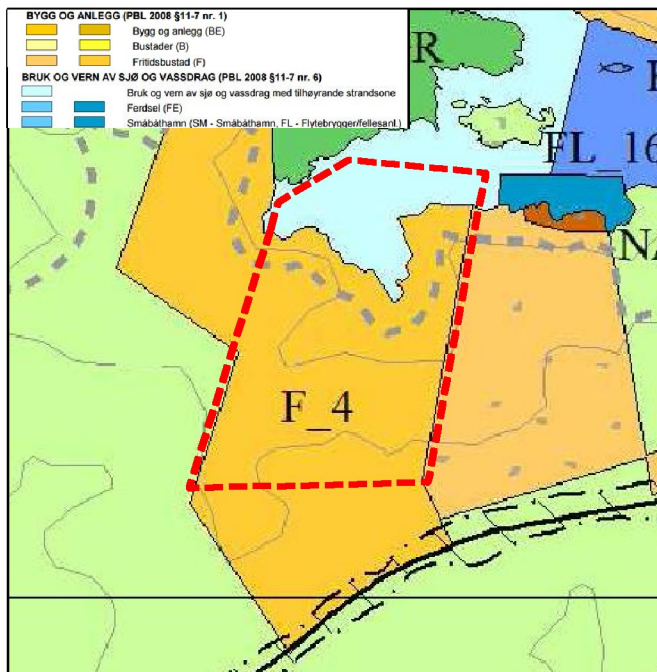 BYGG OG ANLEGG (PBL 2008 §11-7 nr. 1)
Bygg og anlegg (BE)
Bustader (B)
Fritidsbustad (F)
BRUK OG VERN AV SJØ OG VASSDRAG (PBL 2008 §11-7 nr. 6)
Bruk og vern av sjø og vassdrag med tilhøyrande strandsone
Ferdsel (FE)
Småbåthamn (SM - Småbåthamn, FL - Flytebrygger/fellesanl.)
R
FL_16
F_4